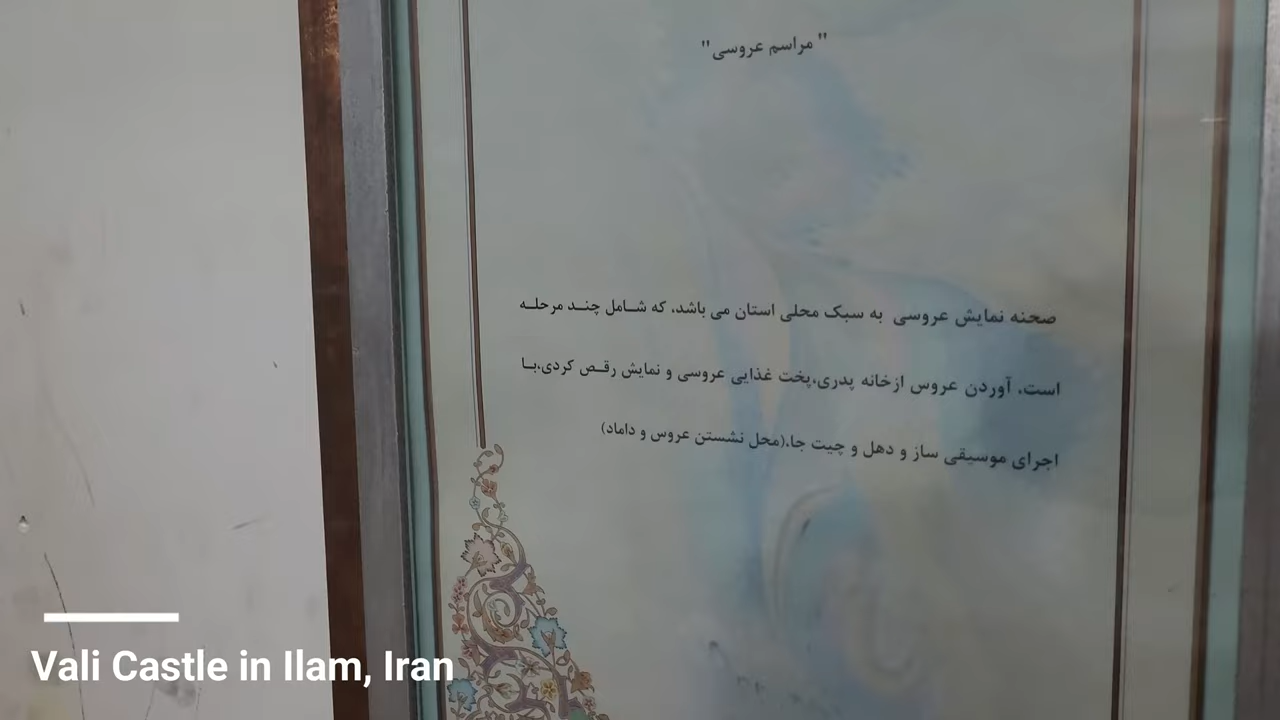 "مراسم عروسی"
صحنه نمایش عروسی به سبک محلی استان می باشد، که شامل چند مرحله
است. آوردن عروس ازخانه پدری،پخت غذایی عروسی و نمایش رقص کردی،با
اجرای موسیقی ساز و دهل و چیت جا،(محل نشستن عروس و داماد)
Vali Castle in Ilam, Iran